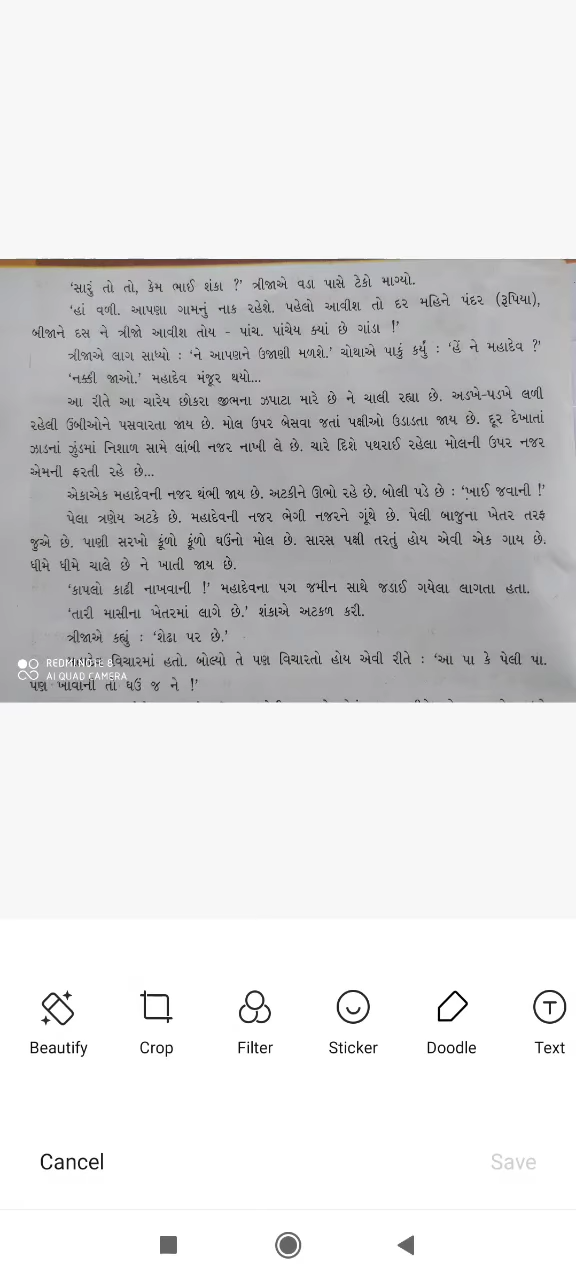 ‘સારું તો તો, કેમ ભાઈ શંકા ?’ ત્રીજાએ વડા પાસે ટેકો માગ્યો.
‘હાં વળી. આપણા ગામનું નાક રહેશે. પહેલો આવીશ તો દર મહિને પંદર (રૂપિયા),
બીજાને દસ ને ત્રીજો આવીશ તોય - પાંચ. પાંચેય ક્યાં છે ગાંડા !’
ત્રીજાએ લાગ સાધ્યો : ‘ને આપણને ઉજાણી મળશે.’ ચોથાએ પાકું કર્યું : ‘હેં ને મહાદેવ ?’
‘નક્કી જાઓ.’ મહાદેવ મંજૂર થયો...
આ રીતે આ ચારેય છોકરા જીભના ઝપાટા મારે છે ને ચાલી રહ્યા છે. અડખે-પડખે લળી
રહેલી ઉંબીઓને પસવારતા જાય છે. મોલ ઉપર બેસવા જતાં પક્ષીઓ ઉડાડતા જાય છે. દૂર દેખાતાં
ઝાડનાં ઝુંડમાં નિશાળ સામે લાંબી નજર નાખી લે છે. ચારે દિશે પથરાઈ રહેલા મોલની ઉપર નજર
એમની ફરતી રહે છે...
એકાએક મહાદેવની નજર થંભી જાય છે. અટકીને ઊભો રહે છે. બોલી પડે છે : ‘ખાઈ જવાની !’
પેલા ત્રણેય અટકે છે. મહાદેવની નજર ભેગી નજરને ગૂંથે છે. પેલી બાજુના ખેતર તરફ
જુએ છે. પાણી સરખો કૂંળો કૂંળો ઘઉંનો મોલ છે. સારસ પક્ષી તરતું હોય એવી એક ગાય છે.
ધીમે ધીમે ચાલે છે ને ખાતી જાય છે.
‘કાપલો કાઢી નાખવાની !’ મહાદેવના પગ જમીન સાથે જડાઈ ગયેલા લાગતા હતા.
‘તારી માસીના ખેતરમાં લાગે છે.’ શંકાએ અટકળ કરી.
ત્રીજાએ કહ્યું : ‘શેઢા પર છે.’
મહાદેવ વિચારમાં હતો. બોલ્યો તે પણ વિચારતો હોય એવી રીતે : ‘આ પા કે પેલી પા.
પણ ખાવાની તો ઘઉં જ ને !’
REDMI NOTE 8
AI QUAD CAMERA
Beautify Crop Filter Sticker Doodle Text
Cancel Save